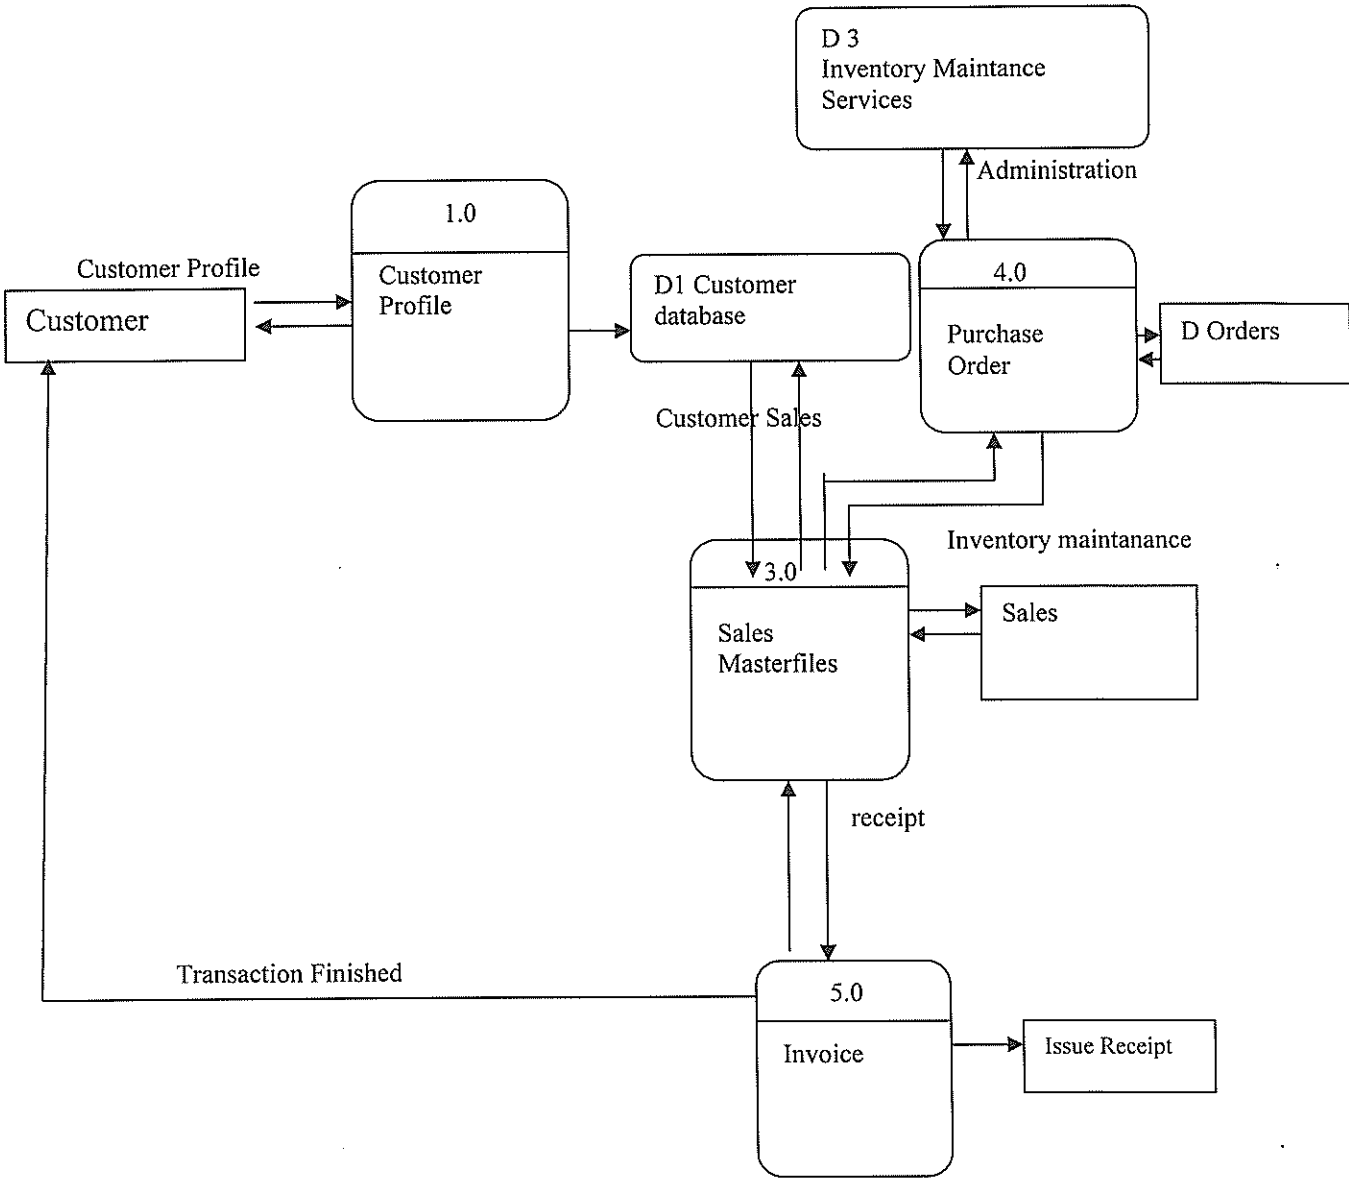 D 3
Inventory Maintance
Services
Administration
1.0
Customer
Profile
Customer Profile
Customer
D1 Customer
database
4.0
Purchase
Order
D Orders
Customer Sales
Inventory maintanance
3.0
Sales
Masterfiles
Sales
receipt
Transaction Finished
5.0
Invoice
Issue Receipt